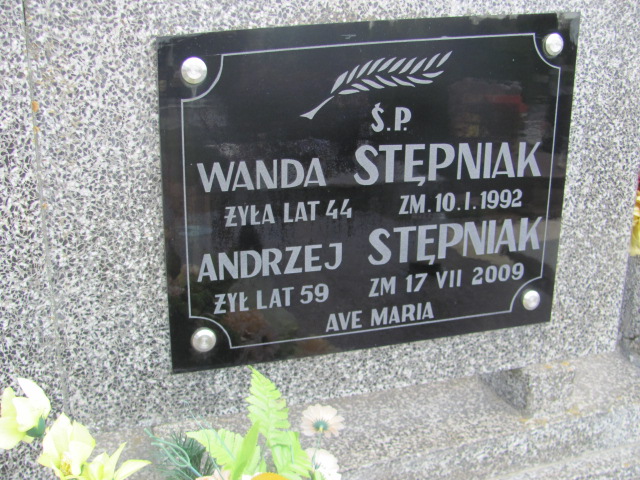 Ś.P.
WANDA STĘPNIAK
ŻYŁA LAT 44 ZM. 10. I. 1992
ANDRZEJ STĘPNIAK
ŻYŁ LAT 59 ZM 17 VII 2009
AVE MARIA